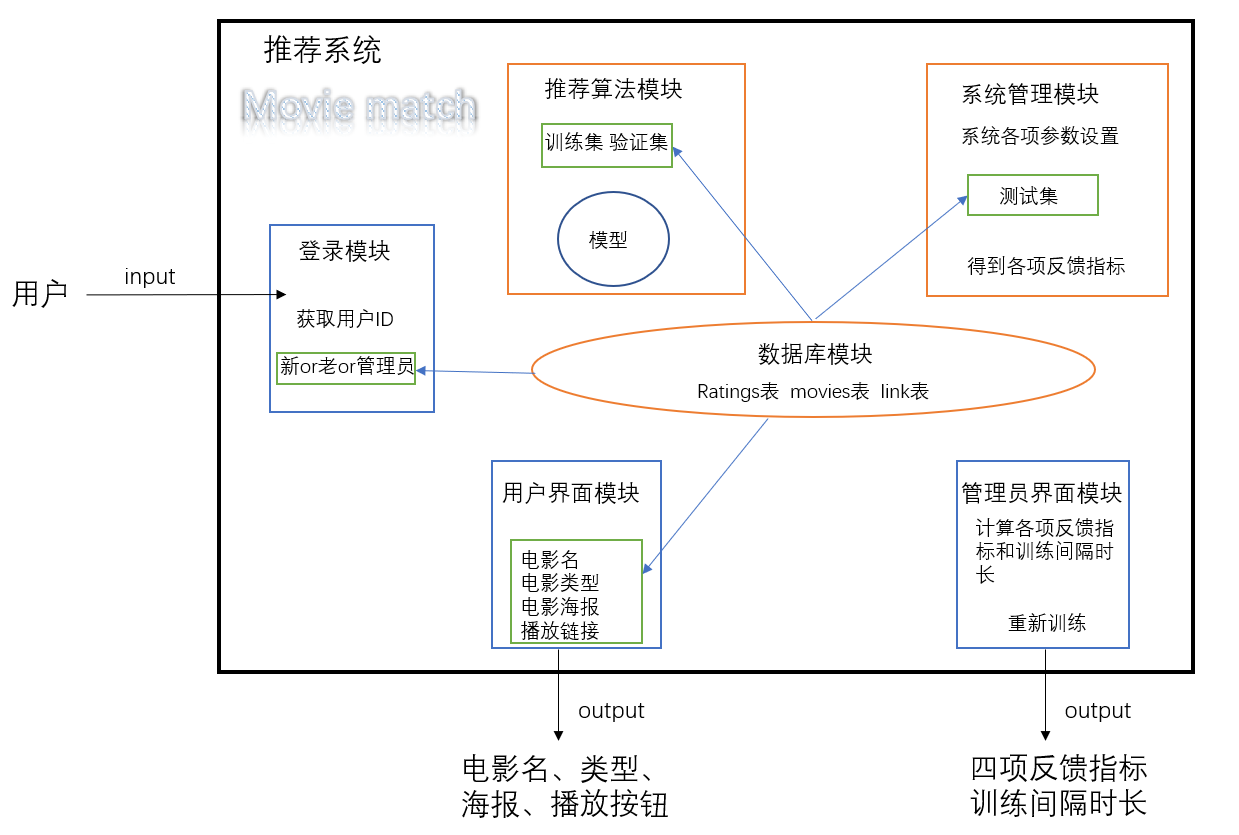 推荐系统
Movie match
推荐算法模块
训练集 验证集
模型
系统管理模块
系统各项参数设置
测试集
得到各项反馈指标
用户
input
登录模块
获取用户ID
新or老or管理员
数据库模块
Ratings表 movies表 link表
用户界面模块
电影名
电影类型
电影海报
播放链接
管理员界面模块
计算各项反馈指
标和训练间隔时
长
重新训练
output
电影名、类型、
海报、播放按钮
output
四项反馈指标
训练间隔时长